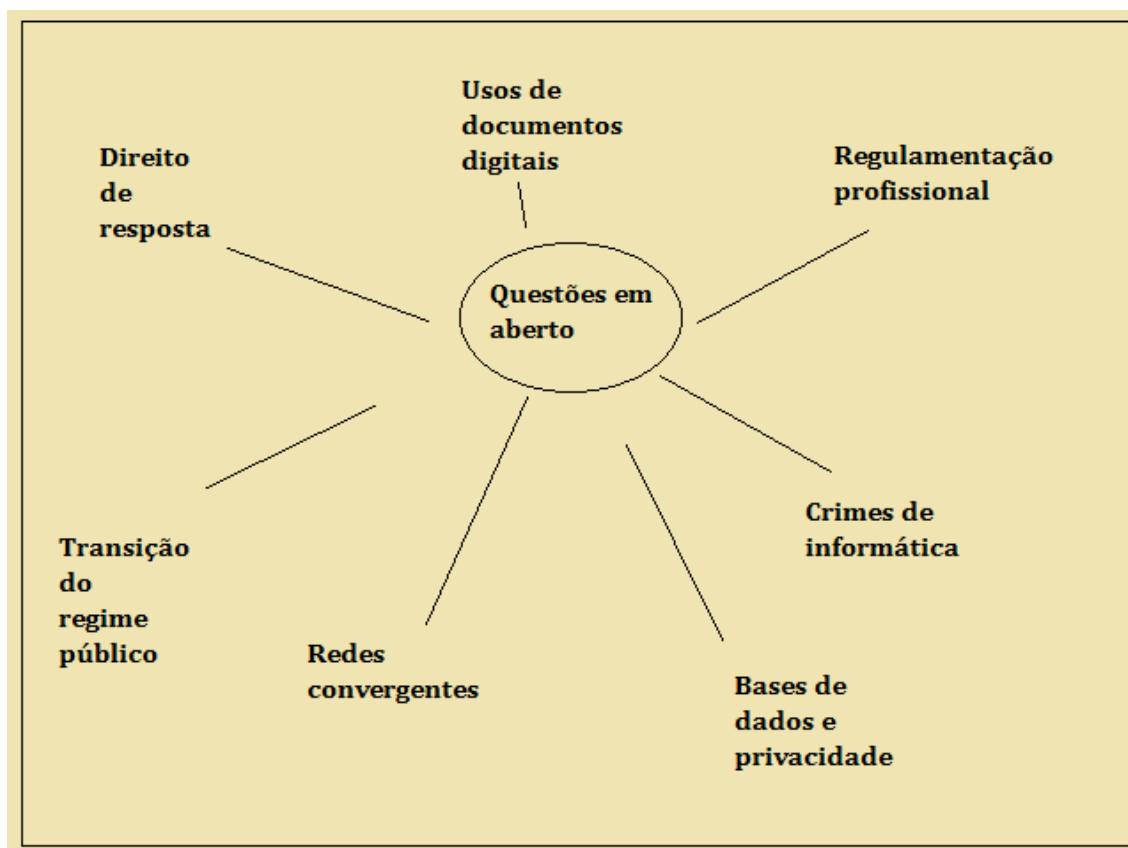 Usos de
documentos
digitais
Direito
de
resposta
Regulamentação
profissional
Questões em
aberto
Crimes de
informática
Transição
do
regime
público
Redes
convergentes
Bases de
dados e
privacidade